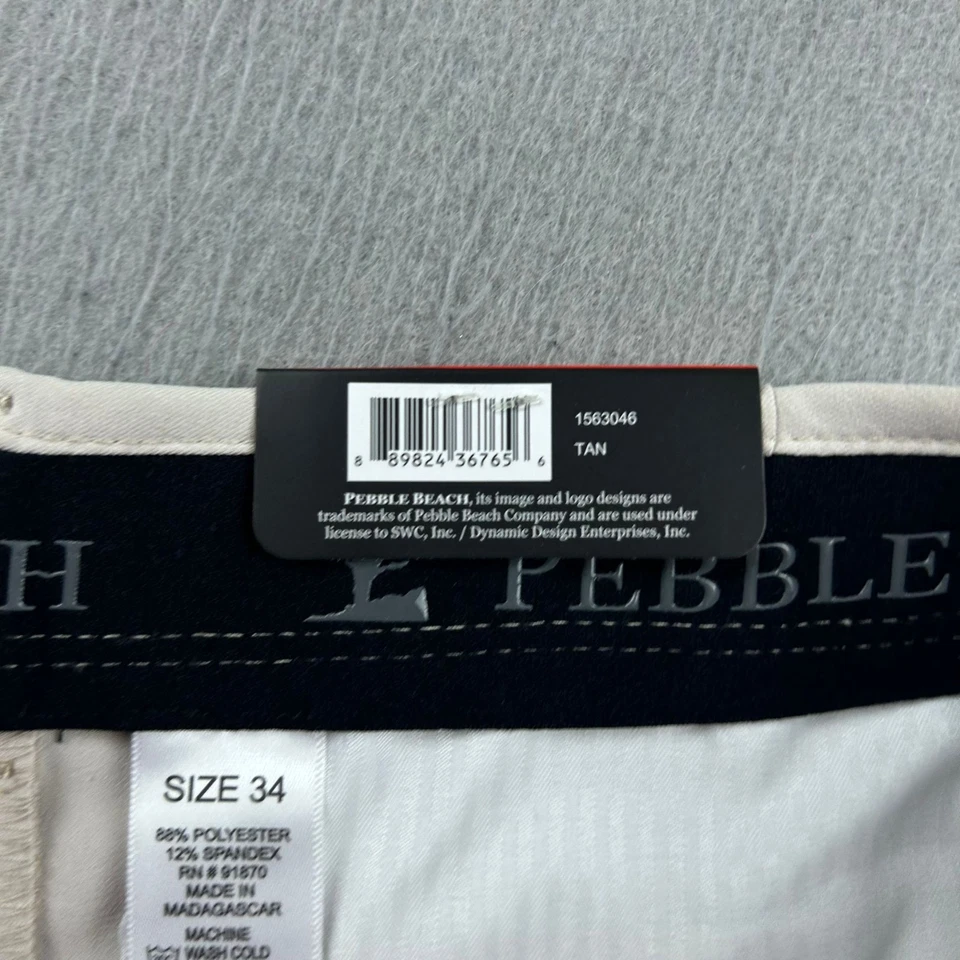 1563046
TAN
8 89824 36765 6
PEBBLE BEACH, its image and logo designs are
trademarks of Pebble Beach Company and are used under
license to SWC, Inc. / Dynamic Design Enterprises, Inc.
H PEBBLE
SIZE 34
88% POLYESTER
12% SPANDEX
RN # 91870
MADE IN
MADAGASCAR
MACHINE
WASH COLD